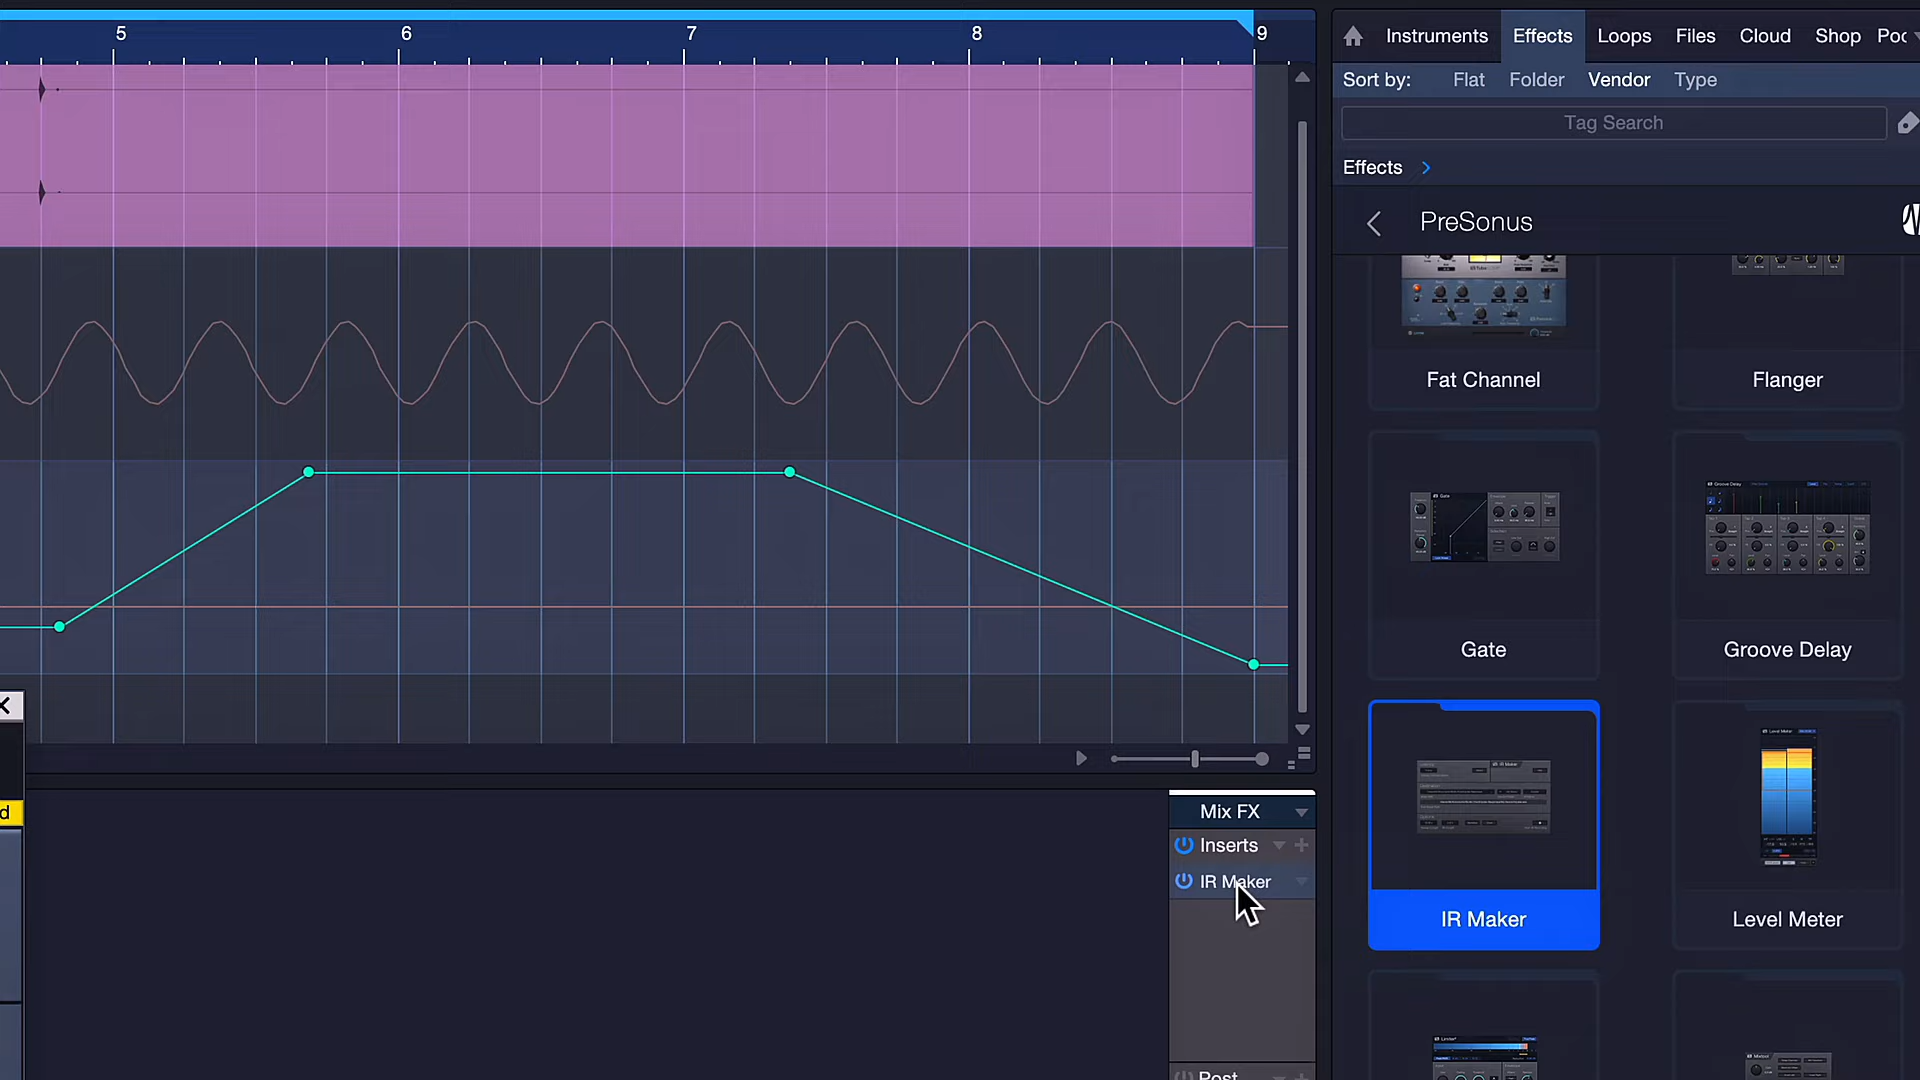 5 6 7 8 9
Instruments Effects Loops Files Cloud Shop
Sort by: Flat Folder Vendor Type
Tag Search
Effects
PreSonus
Fat Channel
Flanger
Gate
Groove Delay
IR Maker
Level Meter
Mix FX
Inserts
IR Maker
Post